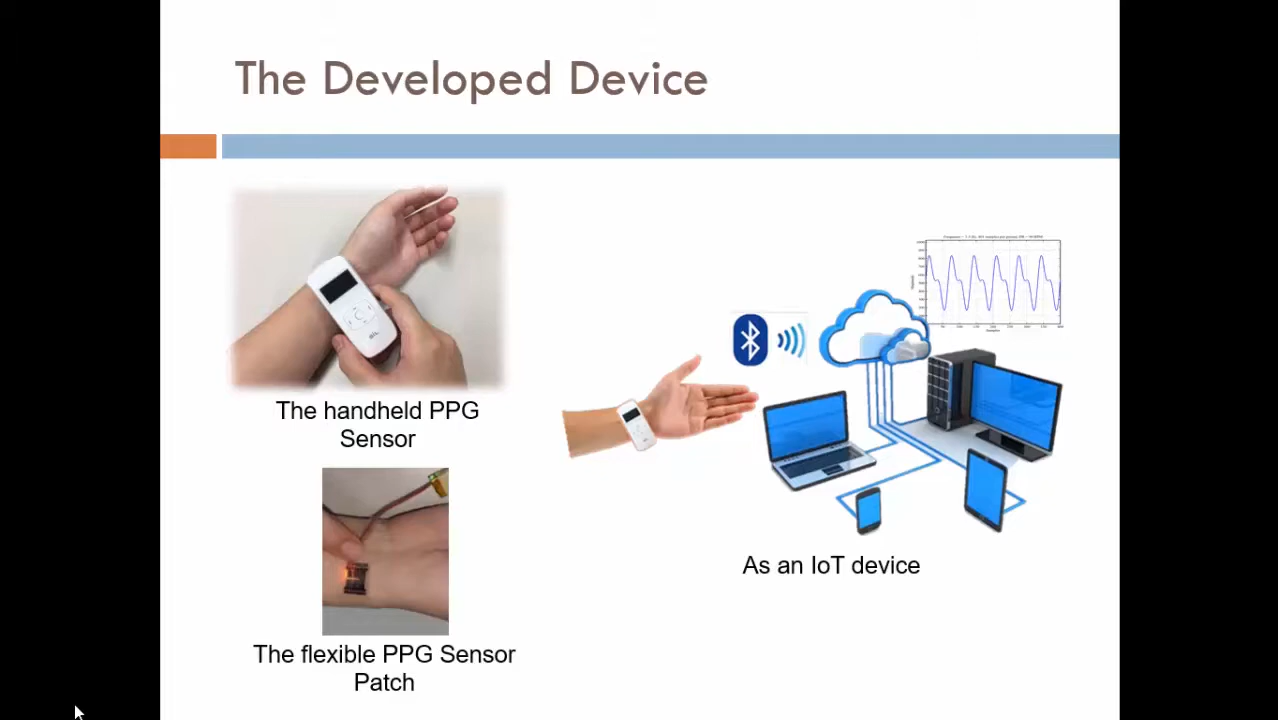 The Developed Device
The handheld PPG
Sensor
The flexible PPG Sensor
Patch
As an IoT device